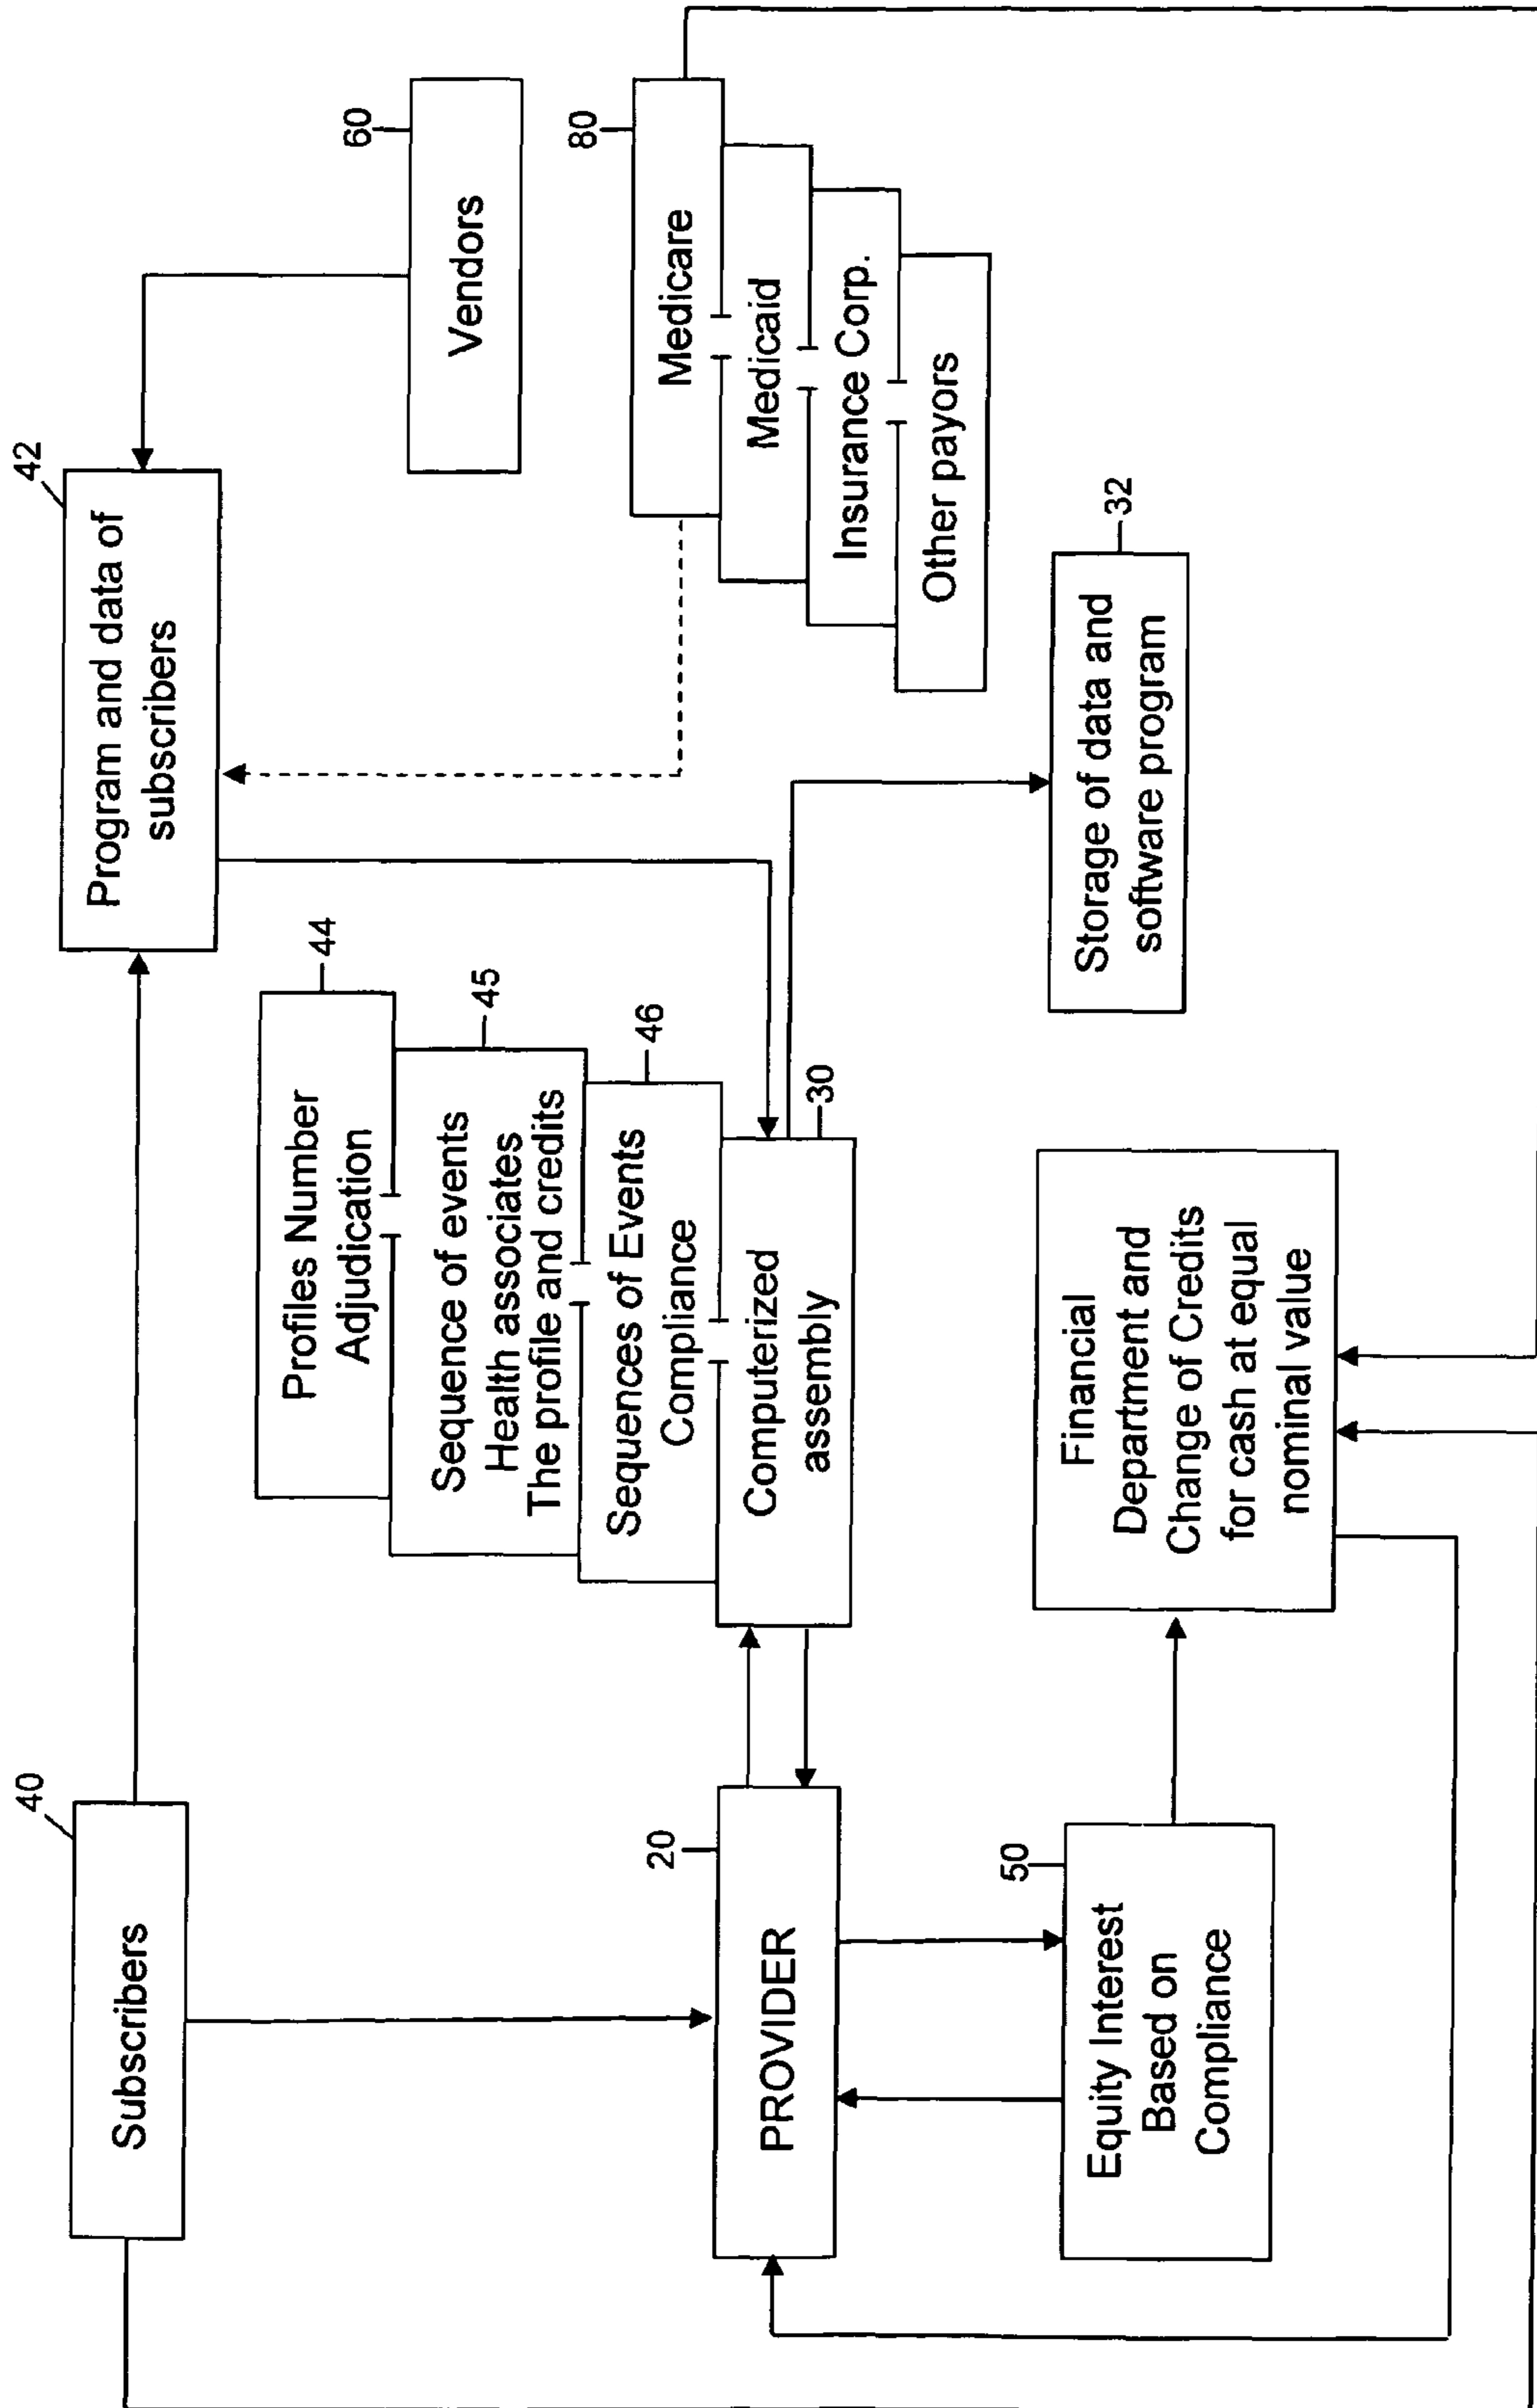 40
Subscribers
42
Program and data of
subscribers
60
Vendors
44
Profiles Number
Adjudication
45
Sequence of events
Health associates
The profile and credits
46
Sequences of Events
Compliance
30
Computerized
assembly
20
PROVIDER
80
Medicare
Medicaid
Insurance Corp.
Other payors
50
Equity Interest
Based on
Compliance
Financial
Department and
Change of Credits
for cash at equal
nominal value
32
Storage of data and
software program